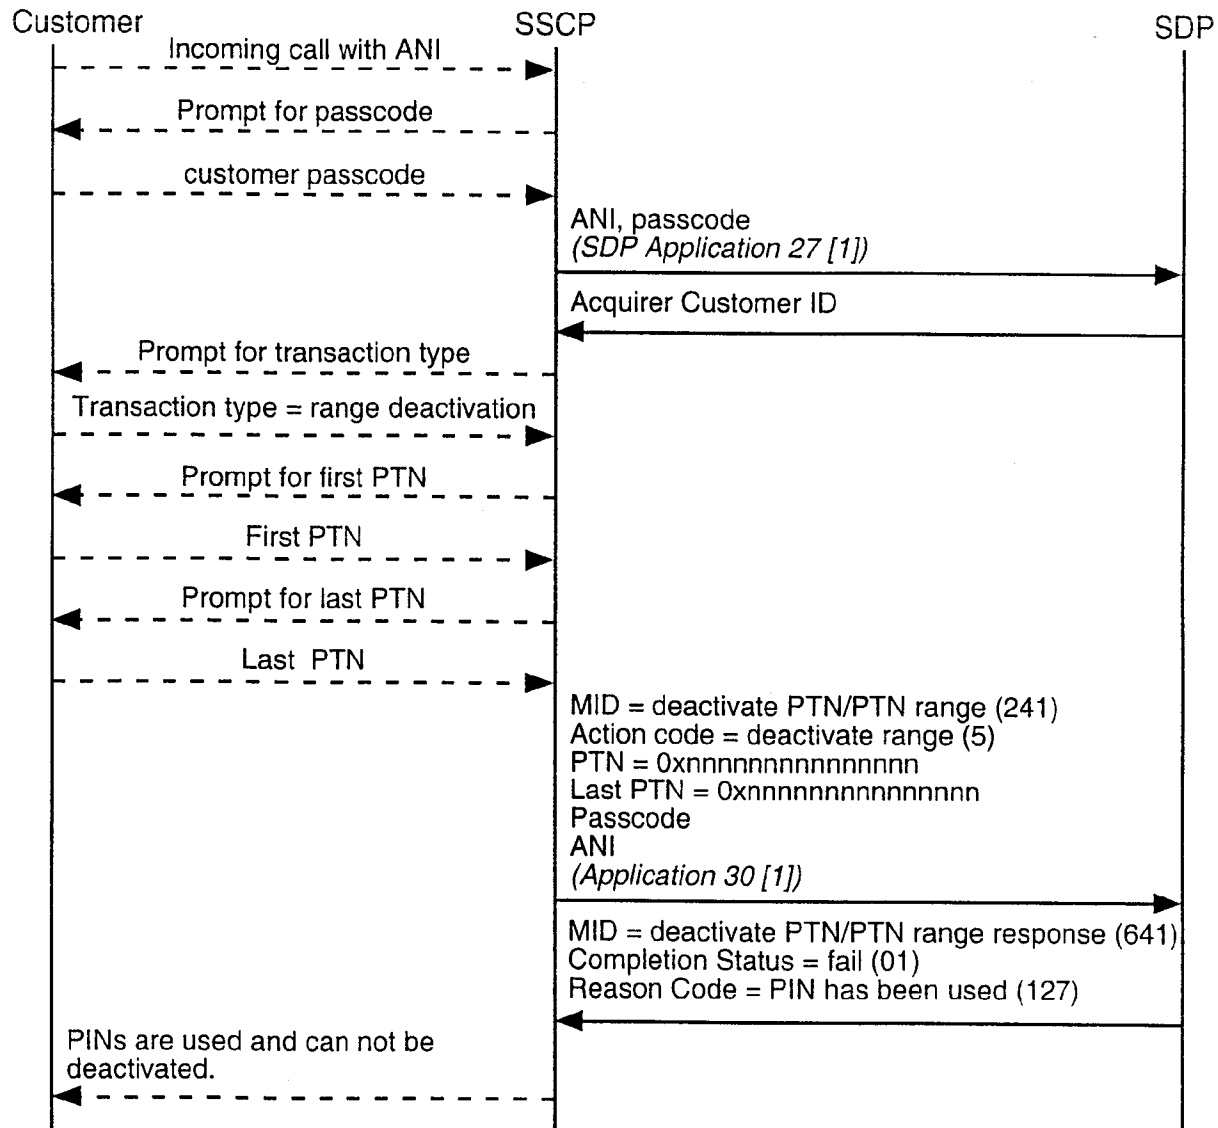 Customer
SSCP
SDP
Incoming call with ANI
Prompt for passcode
customer passcode
ANI, passcode
(SDP Application 27 [1])
Acquirer Customer ID
Prompt for transaction type
Transaction type = range deactivation
Prompt for first PTN
First PTN
Prompt for last PTN
Last PTN
MID = deactivate PTN/PTN range (241)
Action code = deactivate range (5)
PTN = 0xnnnnnnnnnnnnnnnn
Last PTN = 0xnnnnnnnnnnnnnnnn
Passcode
ANI
(Application 30 [1])
MID = deactivate PTN/PTN range response (641)
Completion Status = fail (01)
Reason Code = PIN has been used (127)
PINs are used and can not be
deactivated.